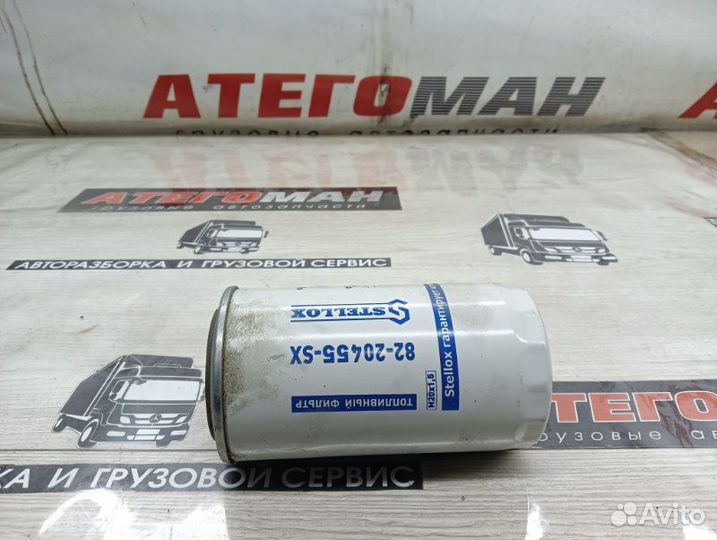 АТЕГОМАН
ГРУЗОВЫЕ АВТОЗАПЧАСТИ
АТЕГОМАН
ГРУЗОВЫЕ АВТОЗАПЧАСТИ
АВТОРАЗБОРКА И ГРУЗОВОЙ СЕРВИС
STELLOX
82-20455-SX
ТОПЛИВНЫЙ ФИЛЬТР
M20x1,5
Stellox гарантирует
АТЕГОМАН
И ГРУЗОВОЙ СЕРВИС
Avito